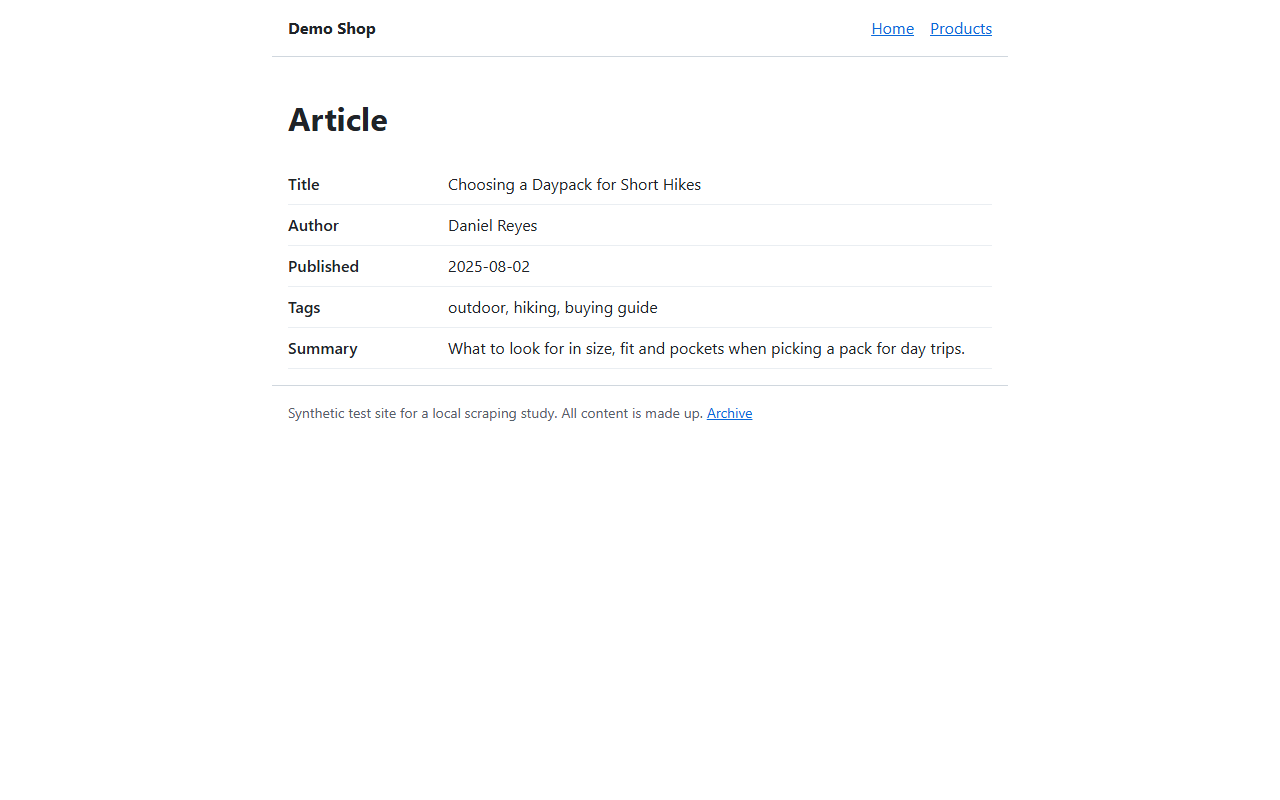 Demo Shop Home Products
Article
Title Choosing a Daypack for Short Hikes
Author Daniel Reyes
Published 2025-08-02
Tags outdoor, hiking, buying guide
Summary What to look for in size, fit and pockets when picking a pack for day trips.
Synthetic test site for a local scraping study. All content is made up. Archive